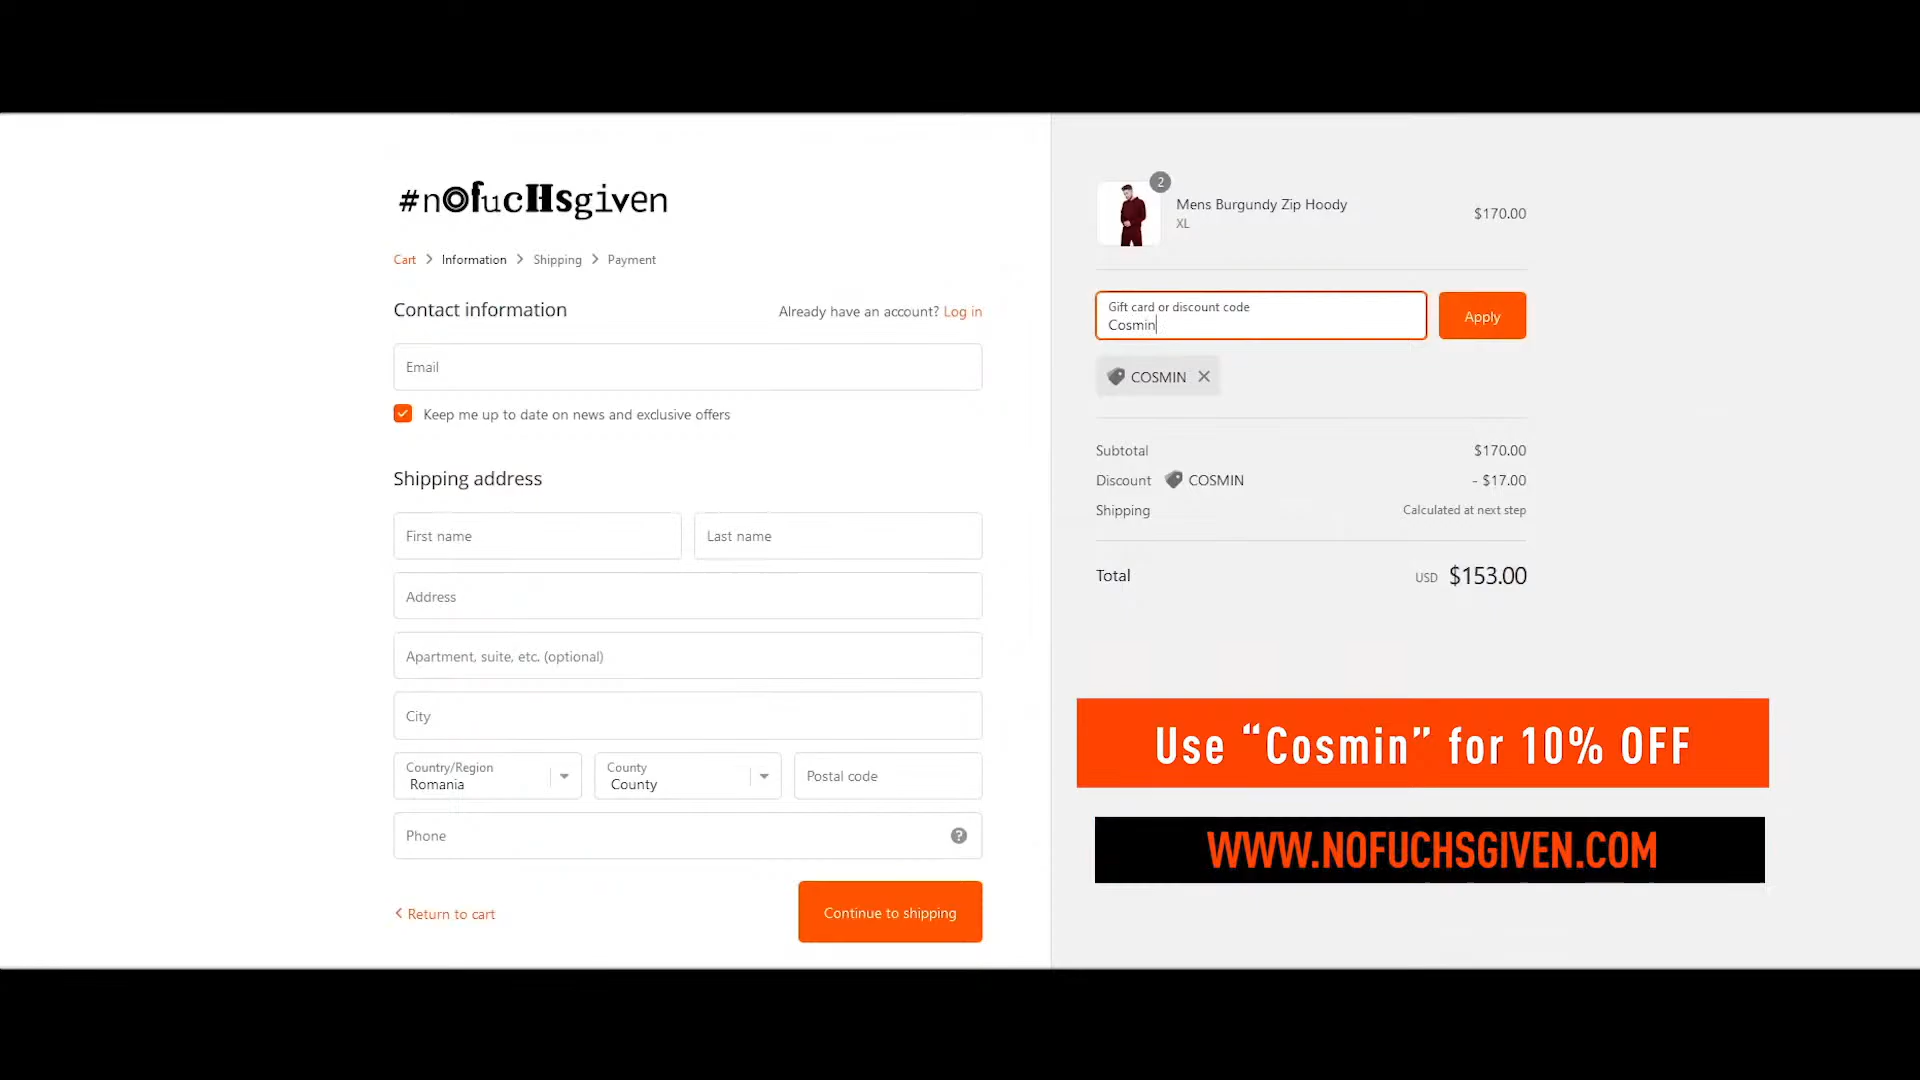 #nOfucHsgiven
Cart > Information > Shipping > Payment
Contact information
Already have an account? Log in
Email
Keep me up to date on news and exclusive offers
Shipping address
First name
Last name
Address
Apartment, suite, etc. (optional)
City
Country/Region
Romania
County
County
Postal code
Phone
?
< Return to cart
Continue to shipping
2
Mens Burgundy Zip Hoody
XL
$170.00
Gift card or discount code
Cosmin
Apply
COSMIN
Subtotal $170.00
Discount COSMIN - $17.00
Shipping Calculated at next step
Total USD $153.00
Use “Cosmin” for 10% OFF
WWW.NOFUCHSGIVEN.COM